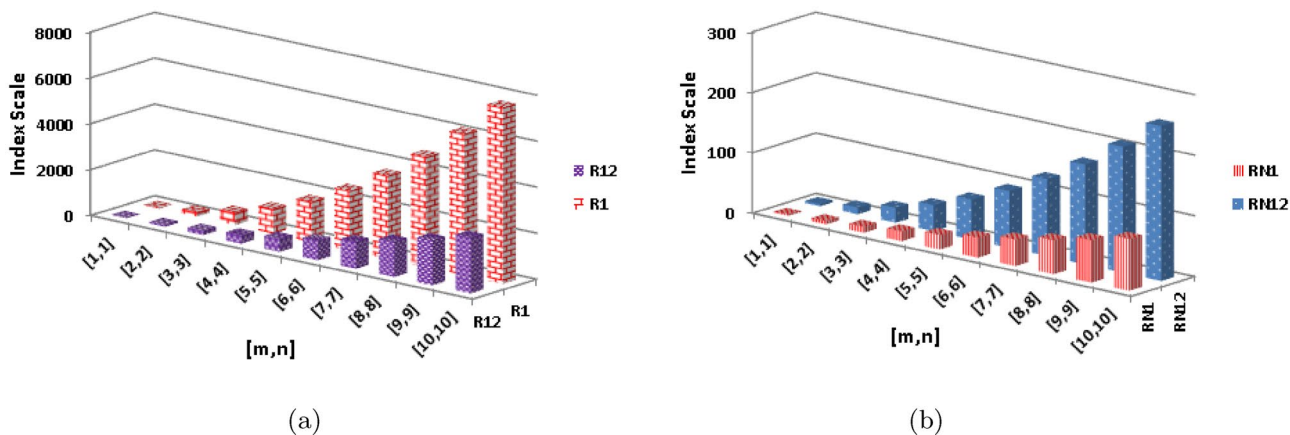 8000
6000
4000
2000
0
Index Scale
[1,1]
[2,2]
[3,3]
[4,4]
[5,5]
[6,6]
[7,7]
[8,8]
[9,9]
[10,10]
R12
R1
[m,n]
R12
R1
(a)
300
200
100
0
Index Scale
[1,1]
[2,2]
[3,3]
[4,4]
[5,5]
[6,6]
[7,7]
[8,8]
[9,9]
[10,10]
RN1
RN12
[m,n]
RN1
RN12
(b)